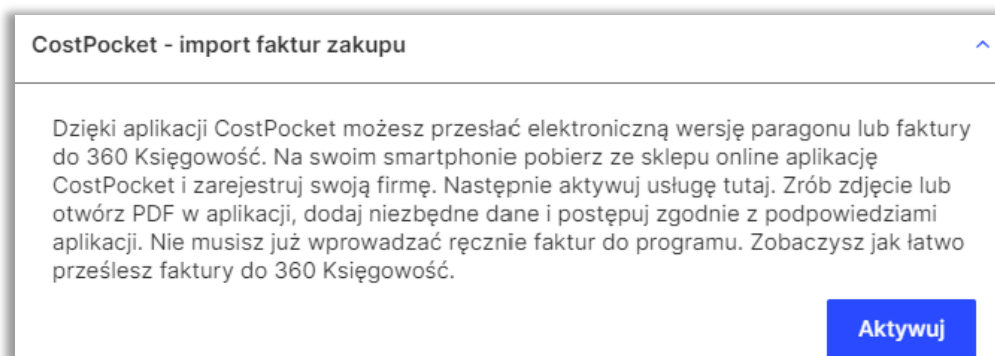 CostPocket - import faktur zakupu
Dzięki aplikacji CostPocket możesz przesłać elektroniczną wersję paragonu lub faktury
do 360 Księgowość. Na swoim smartphonie pobierz ze sklepu online aplikację
CostPocket i zarejestruj swoją firmę. Następnie aktywuj usługę tutaj. Zrób zdjęcie lub
otwórz PDF w aplikacji, dodaj niezbędne dane i postępuj zgodnie z podpowiedziami
aplikacji. Nie musisz już wprowadzać ręcznie faktur do programu. Zobaczysz jak łatwo
prześlesz faktury do 360 Księgowość.
Aktywuj